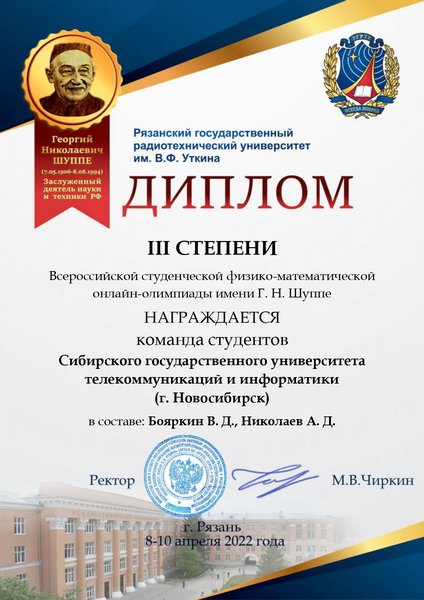 Георгий
Николаевич
ШУППЕ
(7.05.1906-8.08.1994)
Заслуженный
деятель науки
и техники РФ
РГРТУ
ВСЕГДА ВПЕРЕД
Рязанский государственный
радиотехнический университет
им. В.Ф. Уткина
ДИПЛОМ
III СТЕПЕНИ
Всероссийской студенческой физико-математической
онлайн-олимпиады имени Г. Н. Шуппе
НАГРАЖДАЕТСЯ
команда студентов
Сибирского государственного университета
телекоммуникаций и информатики
(г. Новосибирск)
в составе: Бояркин В. Д., Николаев А. Д.
Ректор
М.В.Чиркин
г. Рязань
8-10 апреля 2022 года